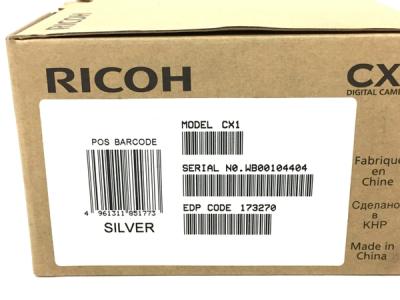 RICOH
CX
DIGITAL CAME
MODEL CX1
POS BARCODE
SERIAL NO.WB00104404
EDP CODE 173270
4 961311 851773
SILVER
Fabriqué
en
Chine
Сделано
в
КНР
Made in
China